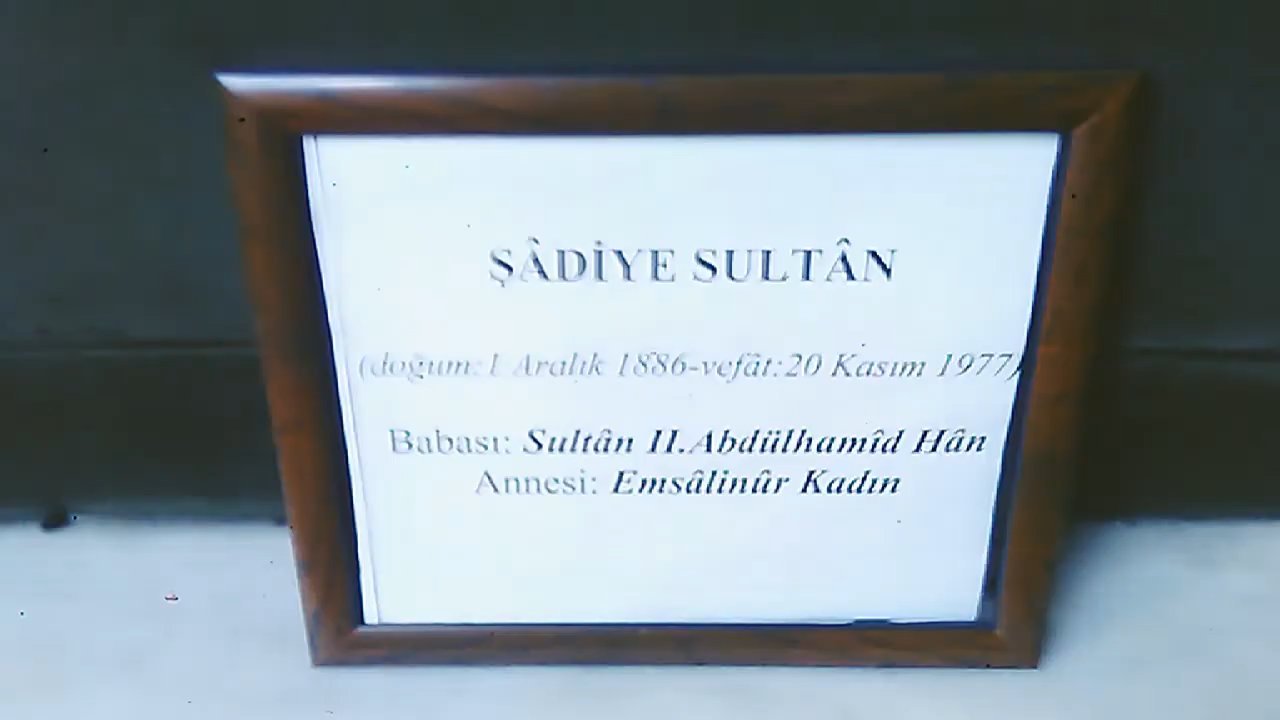 ŞÂDİYE SULTÂN
(doğum:1 Aralık 1886-vefât:20 Kasım 1977)
Babası: Sultân II.Abdülhamîd Hân
Annesi: Emsâlinûr Kadın